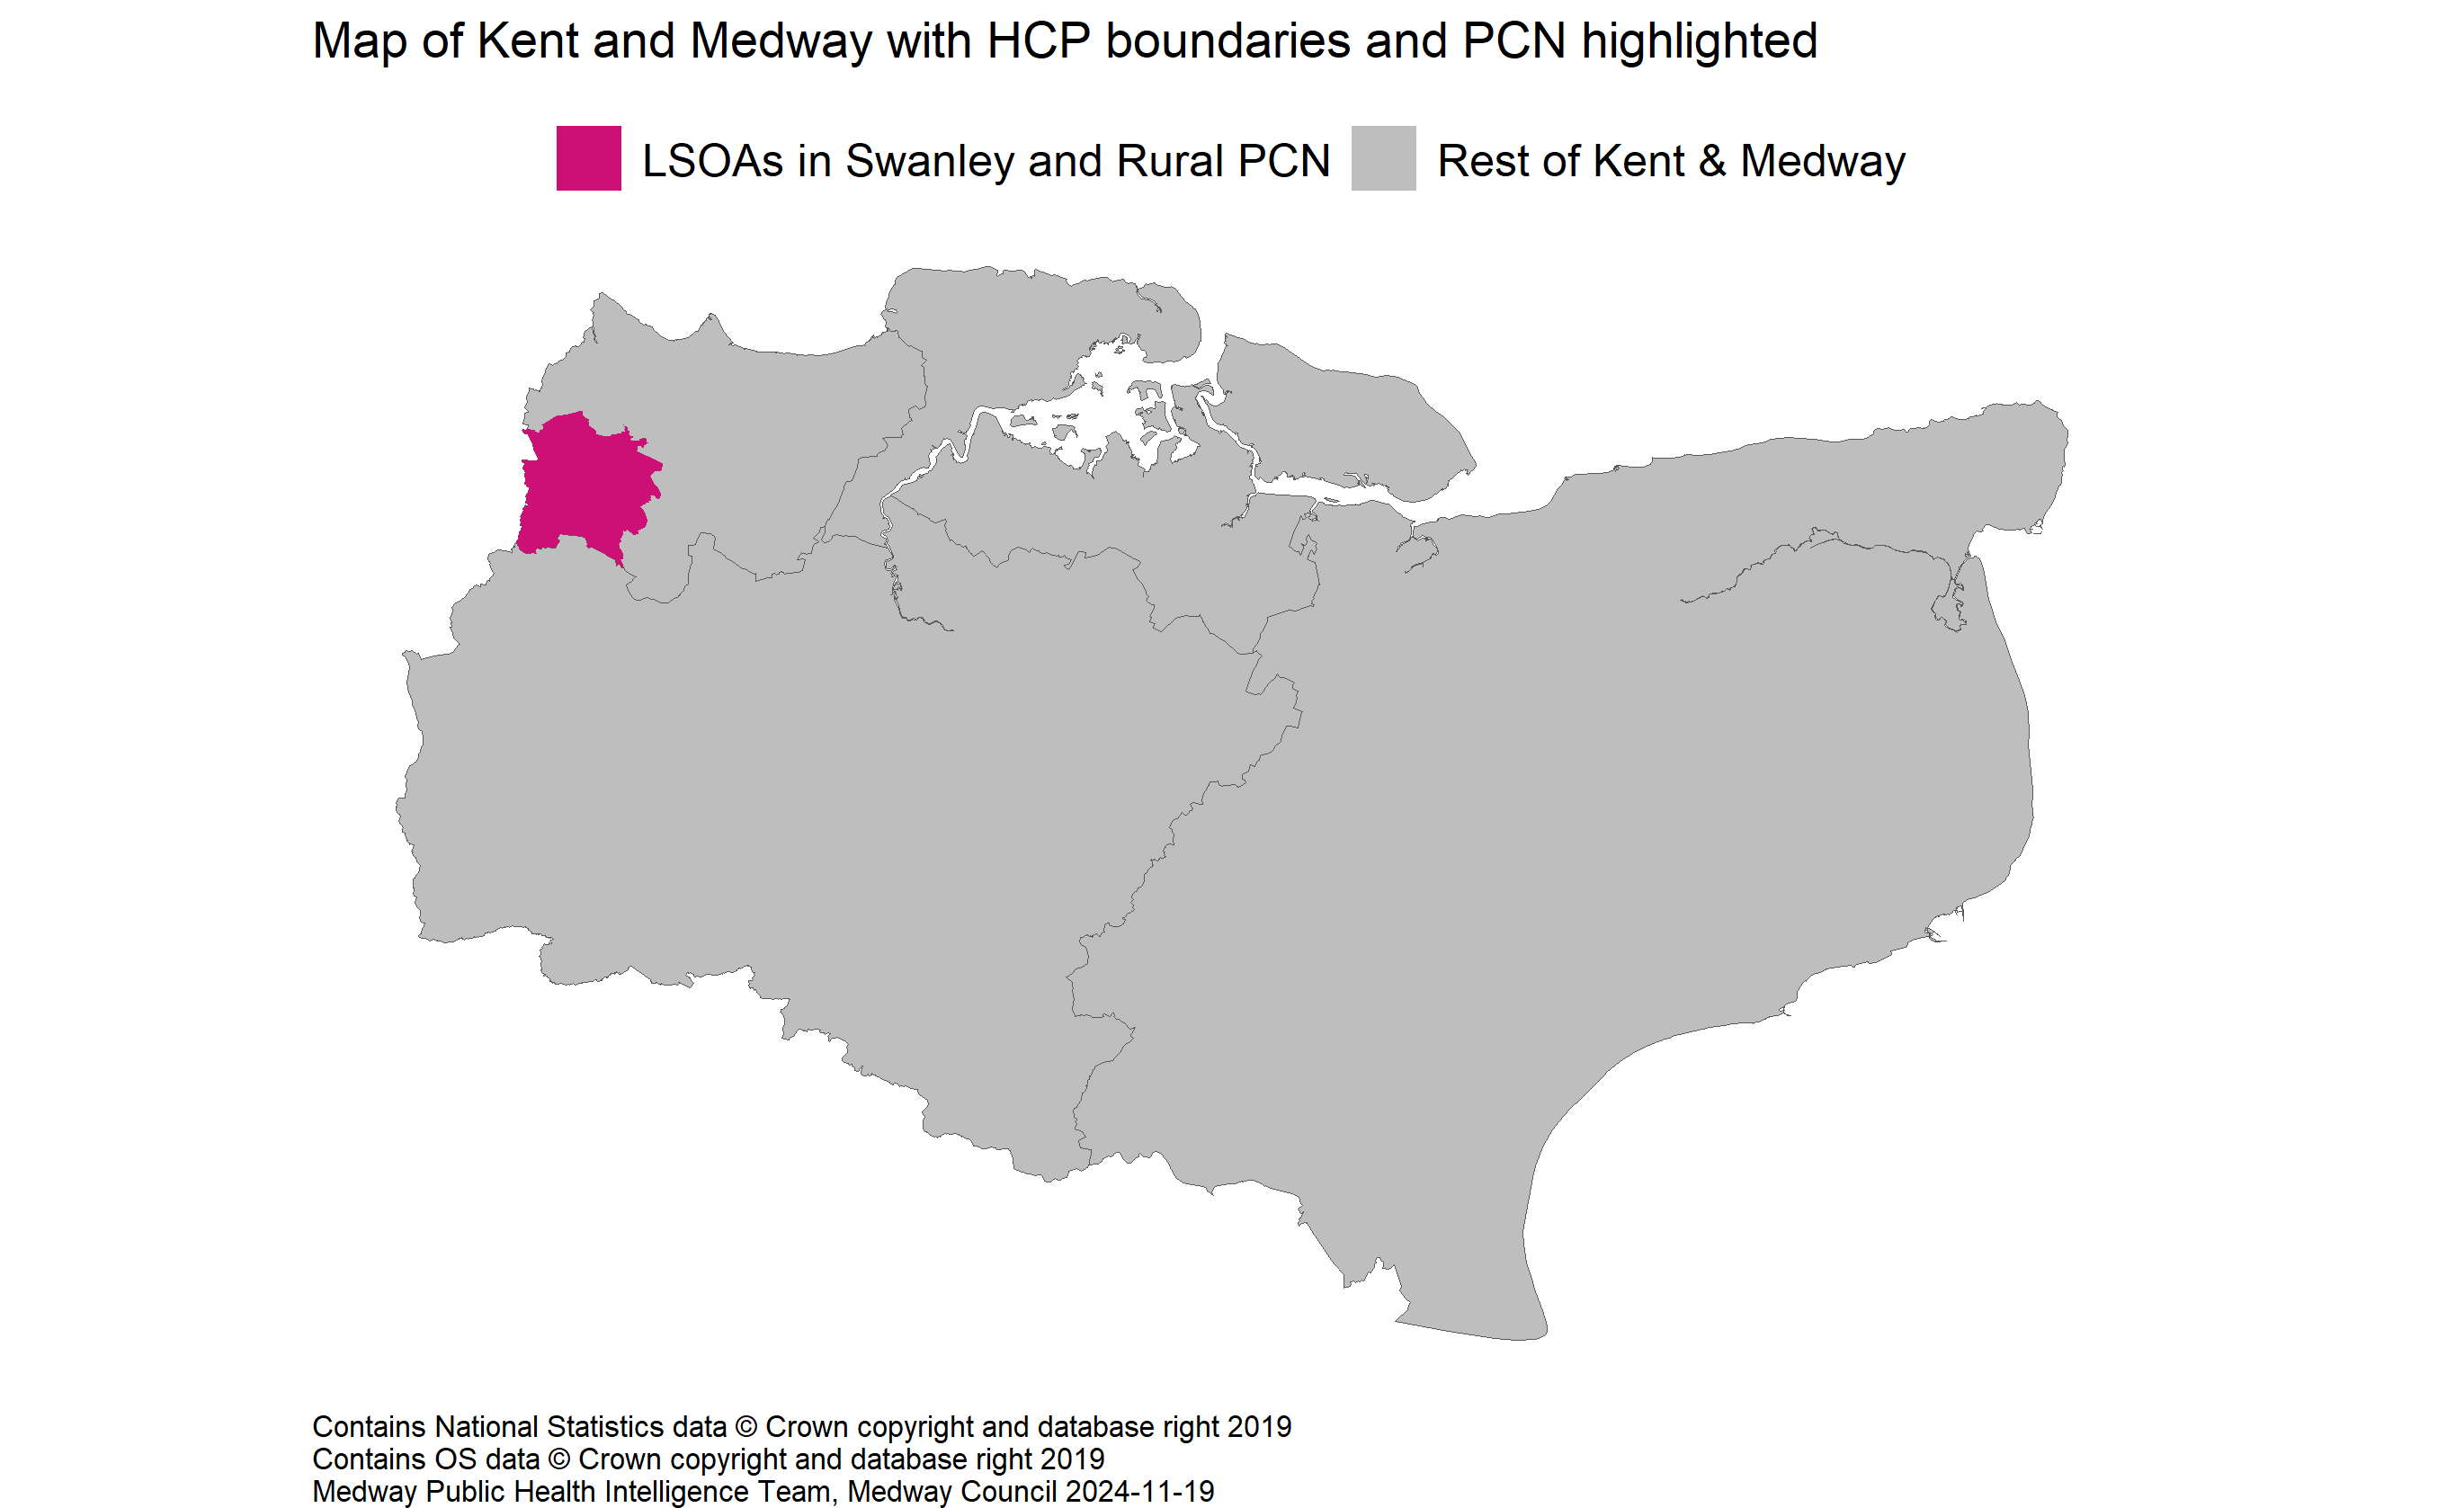 Map of Kent and Medway with HCP boundaries and PCN highlighted
LSOAs in Swanley and Rural PCN
Rest of Kent & Medway
Contains National Statistics data © Crown copyright and database right 2019
Contains OS data © Crown copyright and database right 2019
Medway Public Health Intelligence Team, Medway Council 2024-11-19